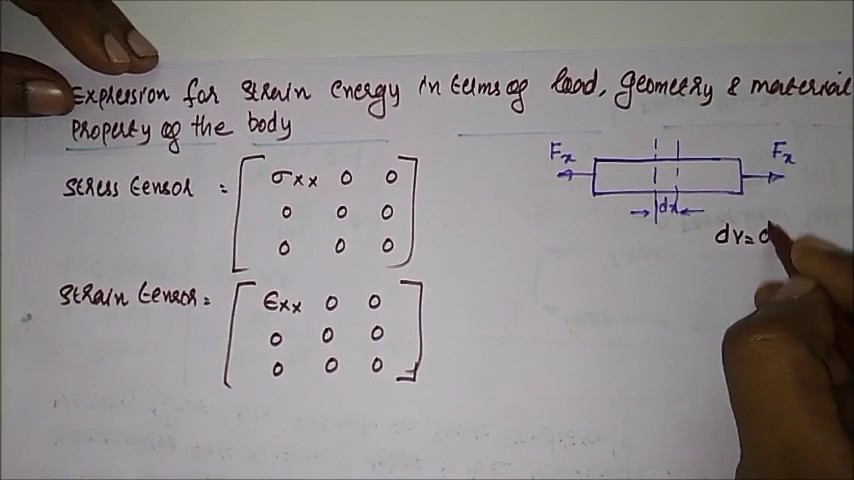 Expression for strain energy in terms of load, geometry & material
property of the body
stress tensor = [ σxx 0 0
0 0 0
0 0 0 ]
Fx Fx
dx
dv = d
strain tensor = [ Exx 0 0
0 0 0
0 0 0 ]